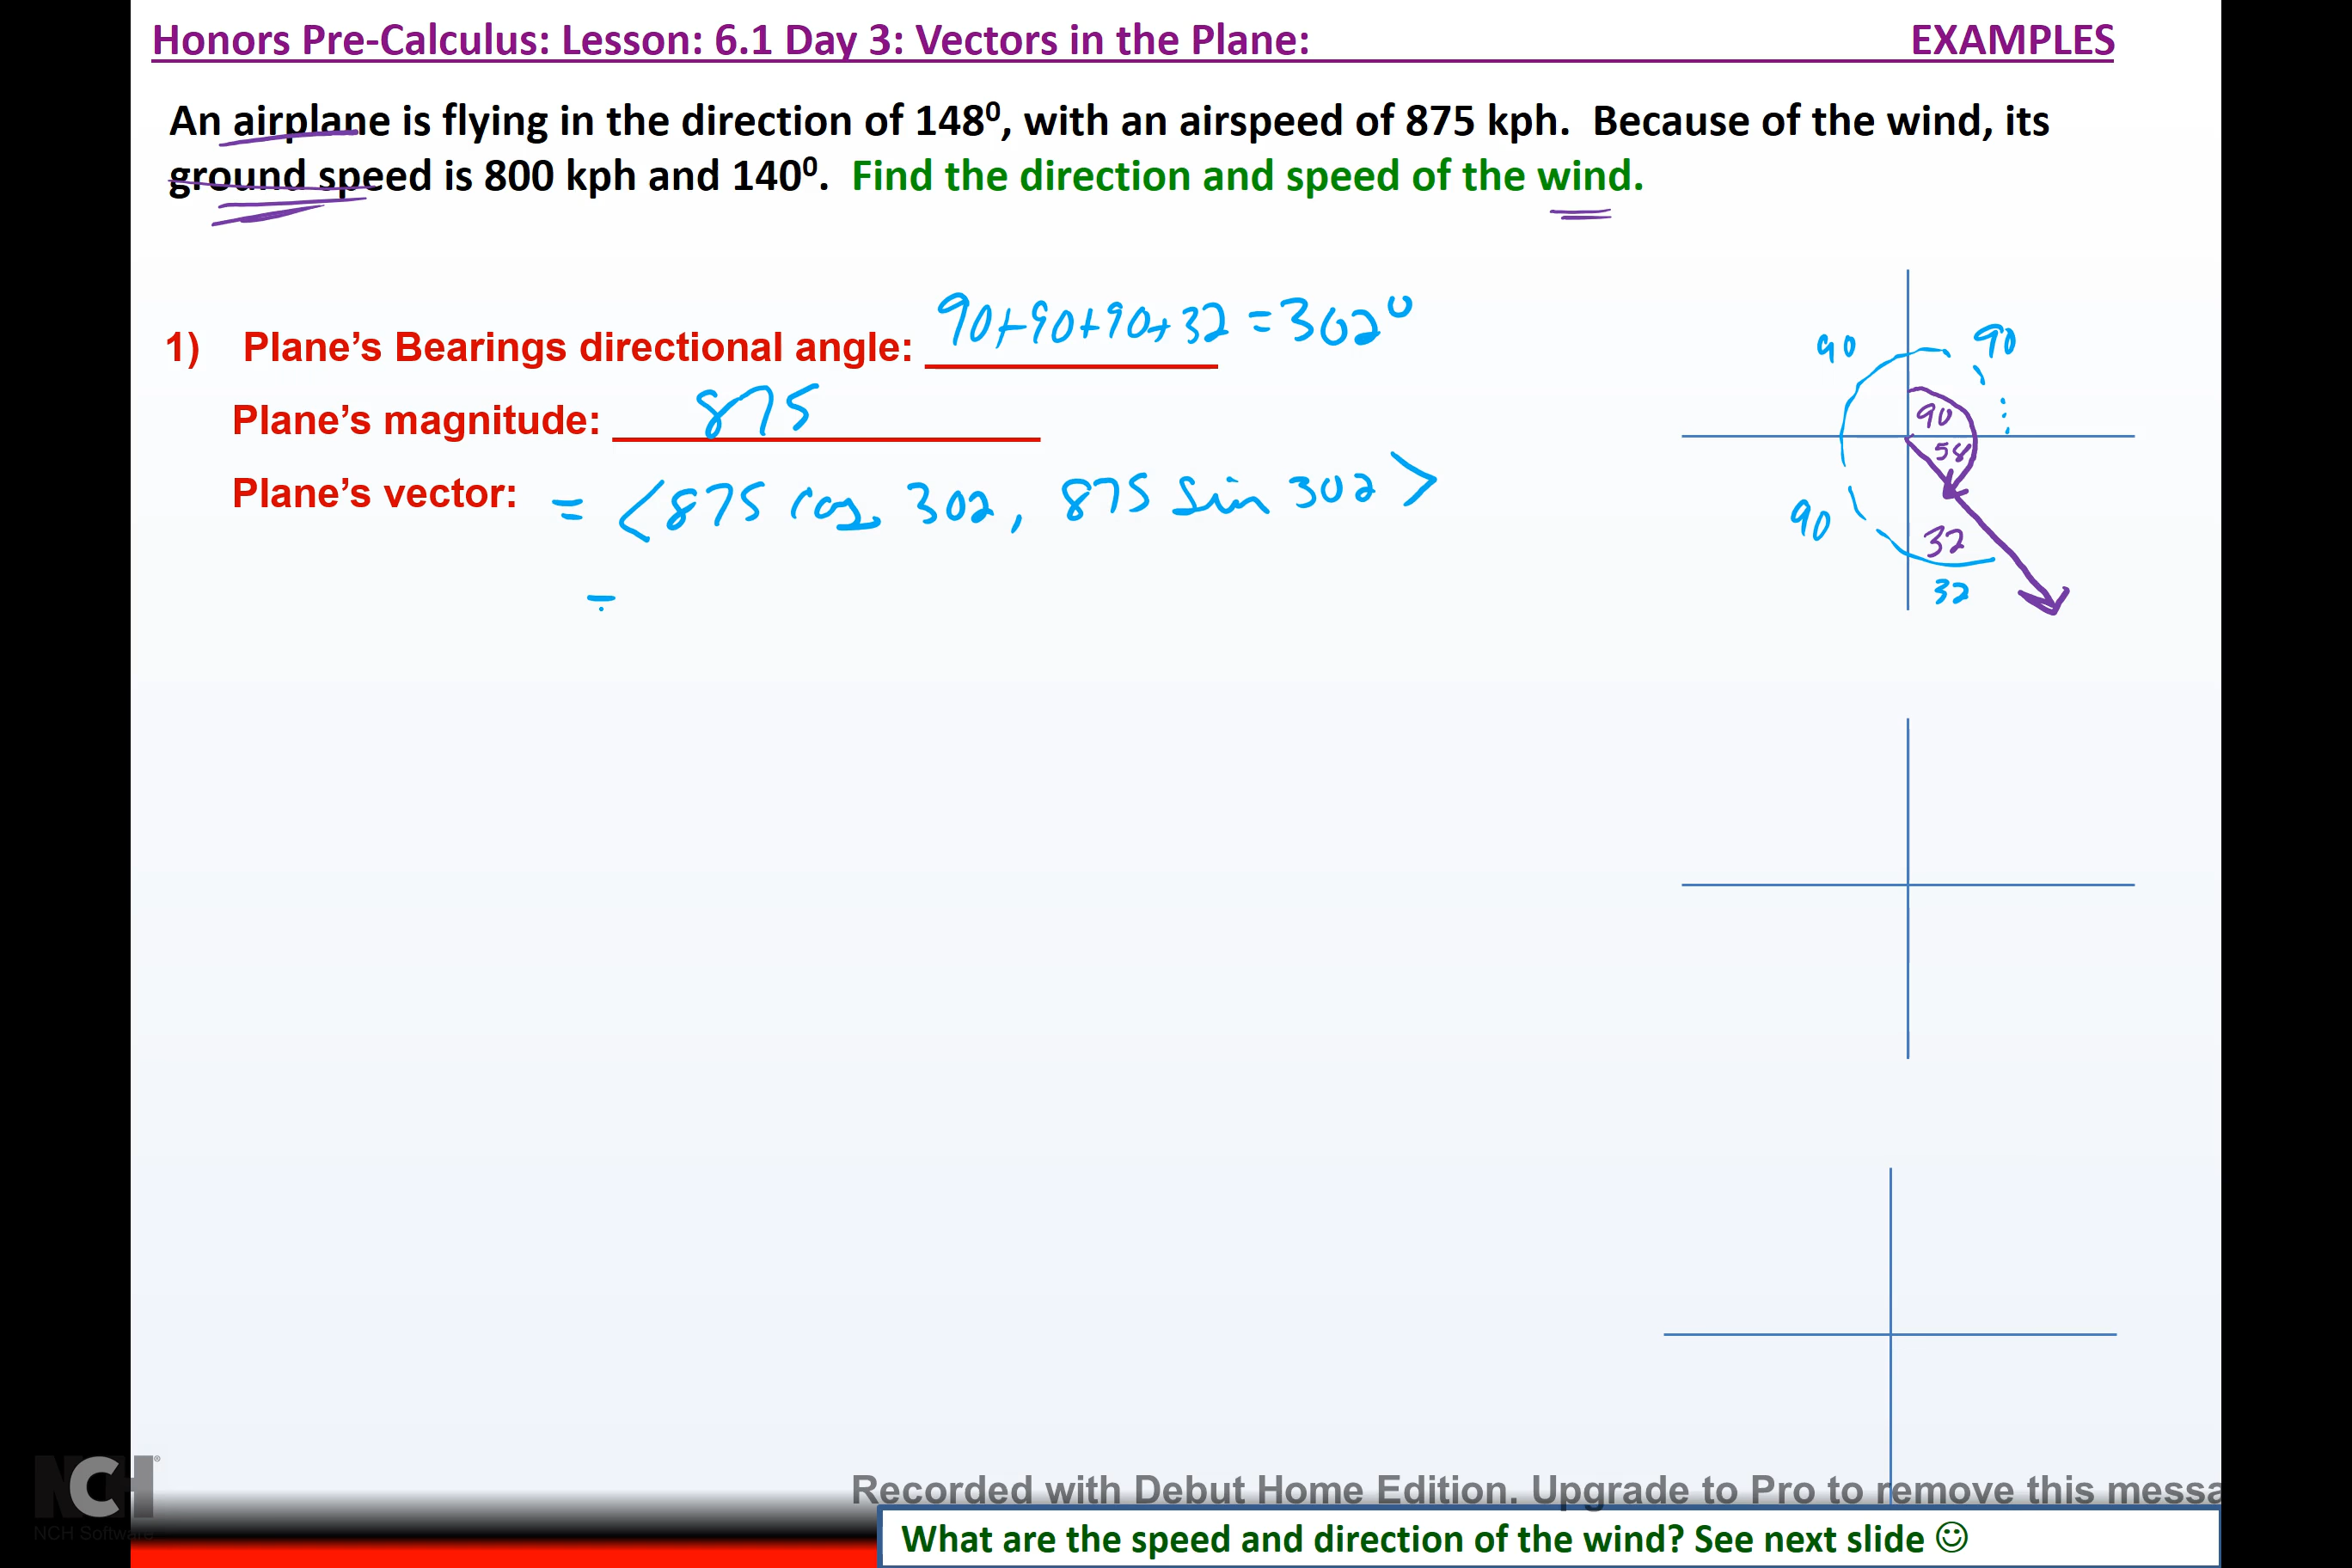 Honors Pre-Calculus: Lesson: 6.1 Day 3: Vectors in the Plane: EXAMPLES
An airplane is flying in the direction of 148⁰, with an airspeed of 875 kph. Because of the wind, its
ground speed is 800 kph and 140⁰. Find the direction and speed of the wind.
1) Plane's Bearings directional angle: 90+90+90+32 = 302⁰
Plane's magnitude: 875
Plane's vector: = <875 cos 302, 875 sin 302>
=
90 90
90
58
90 32
32
Recorded with Debut Home Edition. Upgrade to Pro to remove this messa
NCH®
NCH Software
What are the speed and direction of the wind? See next slide ☺